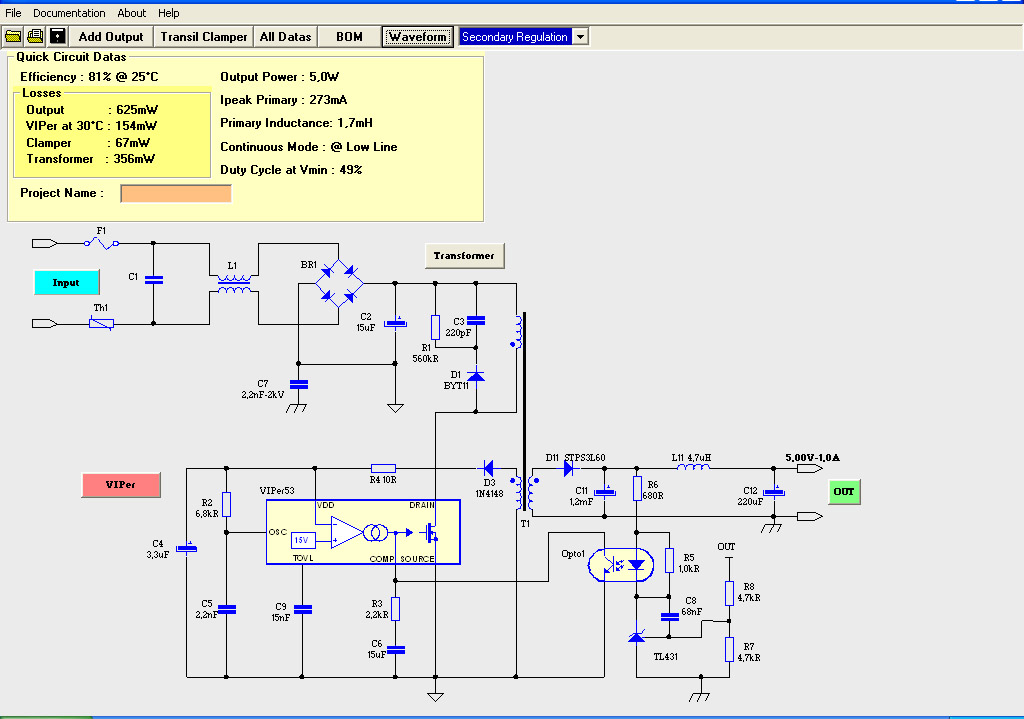 File Documentation About Help
Add Output Transil Clamper All Datas BOM Waveform Secondary Regulation
Quick Circuit Datas
Efficiency : 81% @ 25°C
Output Power : 5,0W
Losses
Output : 625mW
VIPer at 30°C : 154mW
Clamper : 67mW
Transformer : 356mW
Ipeak Primary : 273mA
Primary Inductance: 1,7mH
Continuous Mode : @ Low Line
Duty Cycle at Vmin : 49%
Project Name :
F1
Input
C1
Th1
L1
BR1
Transformer
C2
15uF
C3
220pF
R1
560kR
D1
BYT11
C7
2,2nF-2kV
VIPer
R4 10R
D3
1N4148
D11 STPS3L60
L11 4,7uH
5,00V-1,0A
C11
1,2mF
R6
680R
C12
220uF
OUT
T1
VIPer53
VDD
DRAIN
OSC
15V
TOVL
COMP
SOURCE
R2
6,8kR
C4
3,3uF
C5
2,2nF
C9
15nF
R3
2,2kR
C6
15uF
Opto1
R5
1,0kR
C8
68nF
TL431
OUT
R8
4,7kR
R7
4,7kR